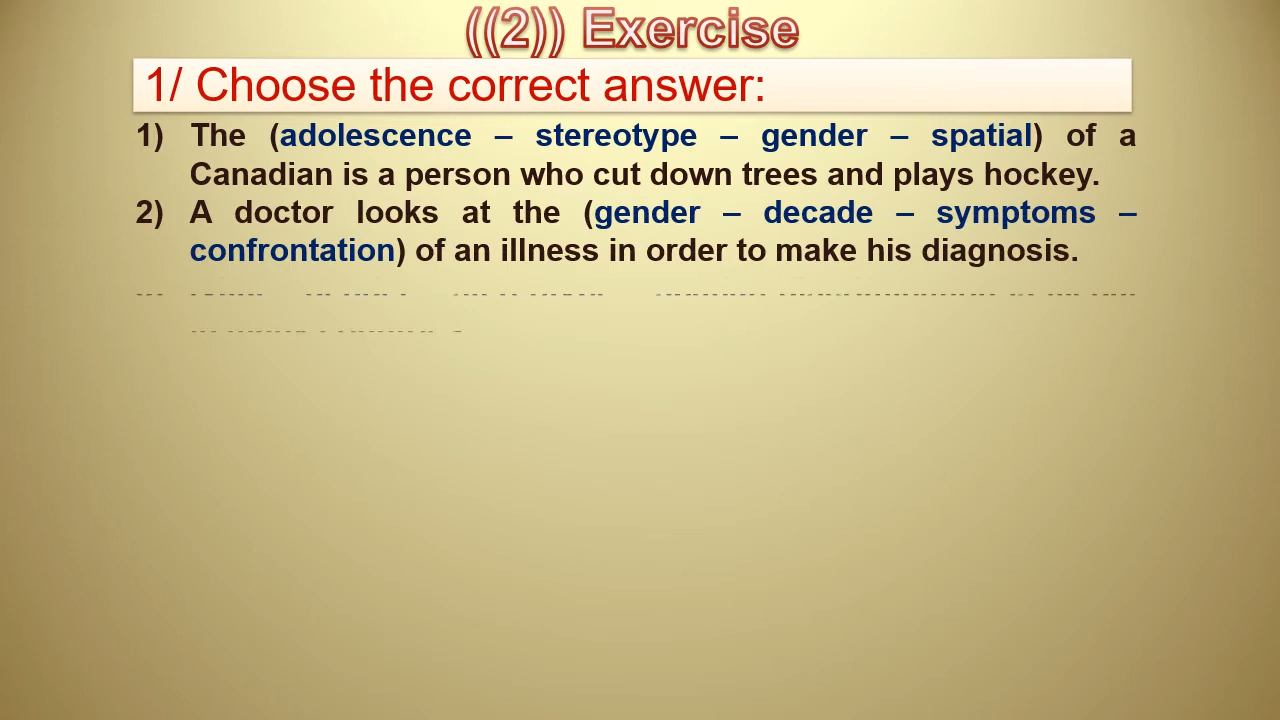 ((2)) Exercise
1/ Choose the correct answer:
1) The (adolescence – stereotype – gender – spatial) of a
Canadian is a person who cut down trees and plays hockey.
2) A doctor looks at the (gender – decade – symptoms –
confrontation) of an illness in order to make his diagnosis.